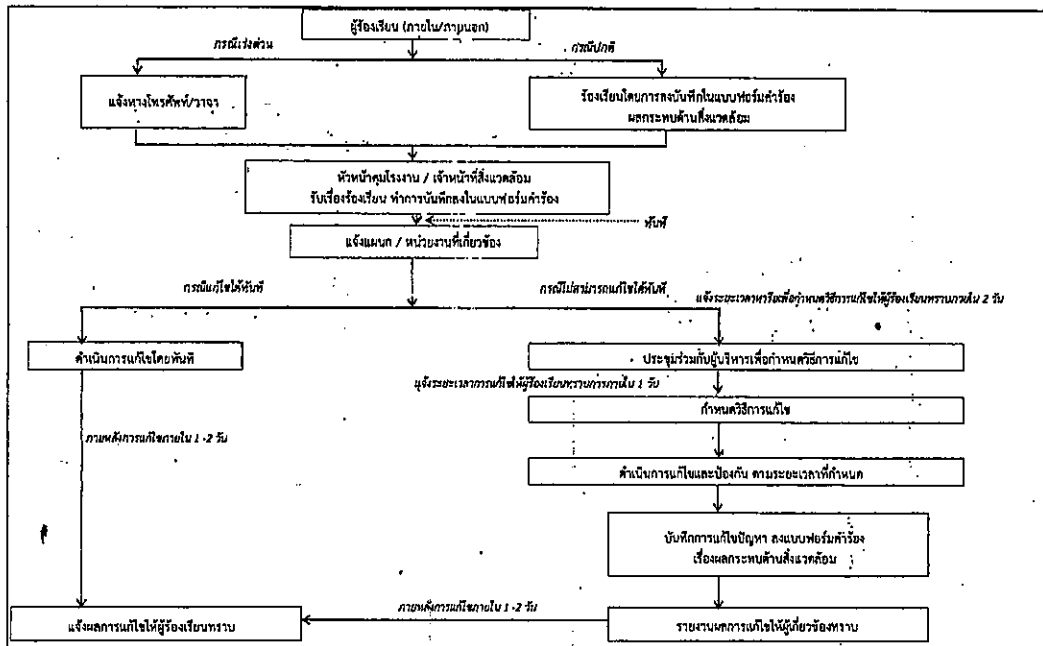 ผู้ร้องเรียน (ภายใน/ภายนอก)
กรณีเร่งด่วน
กรณีปกติ
แจ้งทางโทรศัพท์/วาจา
ร้องเรียนโดยการลงบันทึกในแบบฟอร์มคำร้อง
ผลกระทบด้านสิ่งแวดล้อม
หัวหน้าคุมโรงงาน / เจ้าหน้าที่สิ่งแวดล้อม
รับเรื่องร้องเรียน ทำการบันทึกลงในแบบฟอร์มคำร้อง
ทันที
แจ้งแผนก / หน่วยงานที่เกี่ยวข้อง
กรณีแก้ไขได้ทันที
กรณีไม่สามารถแก้ไขได้ทันที
แจ้งระยะเวลาหารือเพื่อกำหนดวิธีการแก้ไขให้ผู้ร้องเรียนทราบภายใน 2 วัน
ดำเนินการแก้ไขโดยทันที
ประชุมร่วมกับผู้บริหารเพื่อกำหนดวิธีการแก้ไข
แจ้งระยะเวลาการแก้ไขให้ผู้ร้องเรียนทราบการภายใน 1 วัน
กำหนดวิธีการแก้ไข
ภายหลังการแก้ไขภายใน 1 -2 วัน
ดำเนินการแก้ไขและป้องกัน ตามระยะเวลาที่กำหนด
บันทึกการแก้ไขปัญหา ลงแบบฟอร์มคำร้อง
เรื่องผลกระทบด้านสิ่งแวดล้อม
ภายหลังการแก้ไขภายใน 1 -2 วัน
แจ้งผลการแก้ไขให้ผู้ร้องเรียนทราบ
รายงานผลการแก้ไขให้ผู้เกี่ยวข้องทราบ